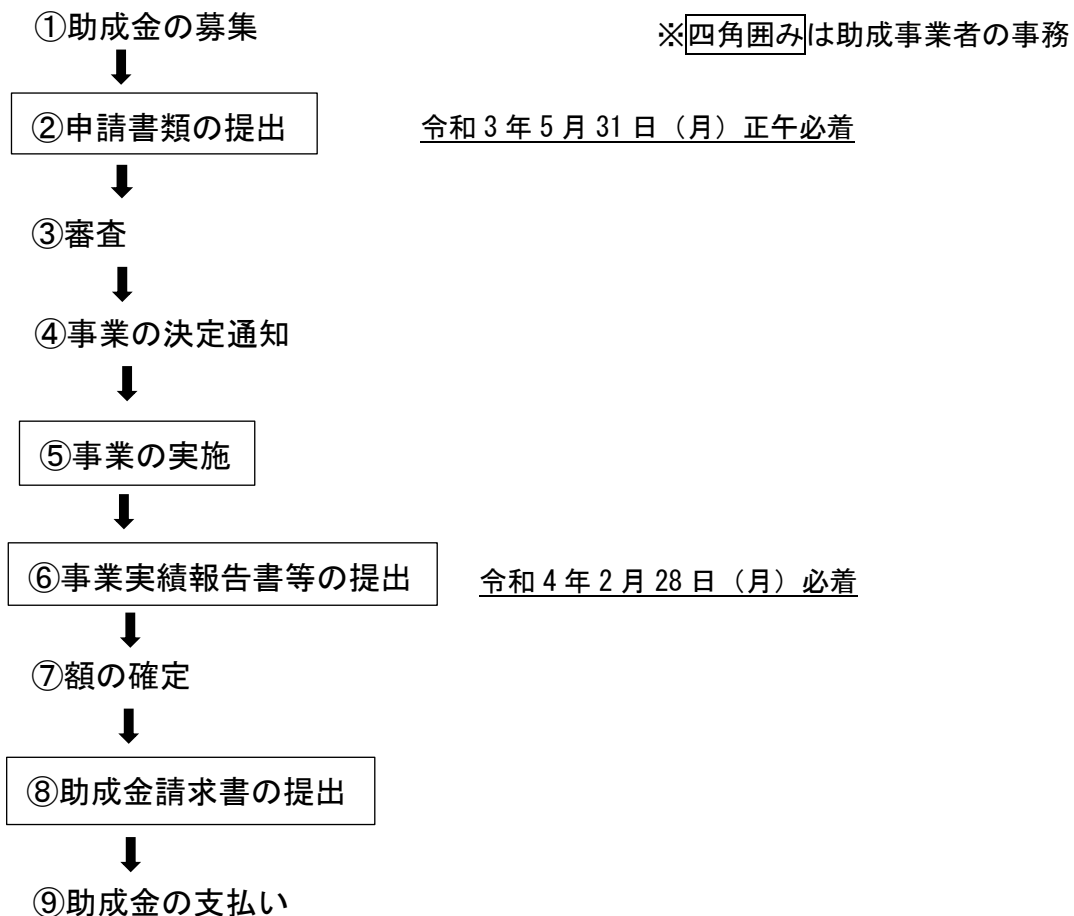 ①助成金の募集
※四角囲みは助成事業者の事務
②申請書類の提出
令和3年5月31日（月）正午必着
③審査
④事業の決定通知
⑤事業の実施
⑥事業実績報告書等の提出
令和4年2月28日（月）必着
⑦額の確定
⑧助成金請求書の提出
⑨助成金の支払い